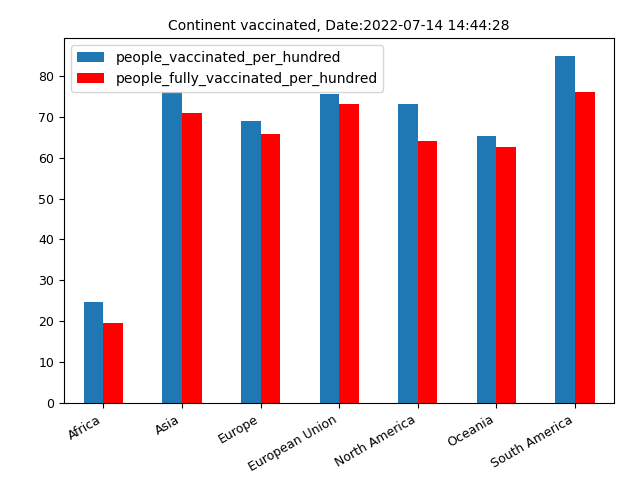 Continent vaccinated, Date:2022-07-14 14:44:28
people_vaccinated_per_hundred
people_fully_vaccinated_per_hundred
80
70
60
50
40
30
20
10
0
Africa
Asia
Europe
European Union
North America
Oceania
South America